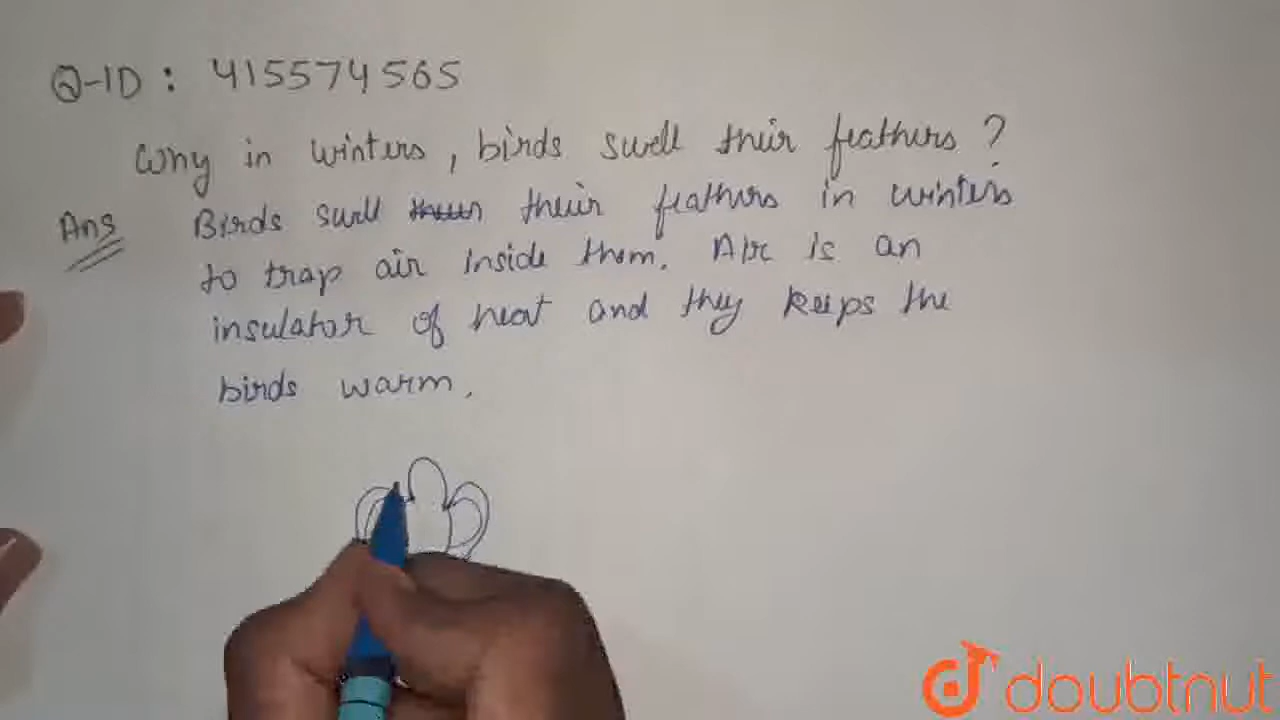 Q-ID : 415574565
Why in winters, birds swell their feathers ?
Ans Birds swell their feathers in winters
to trap air inside them. Air is an
insulator of heat and they keeps the
birds warm.
doubtnut